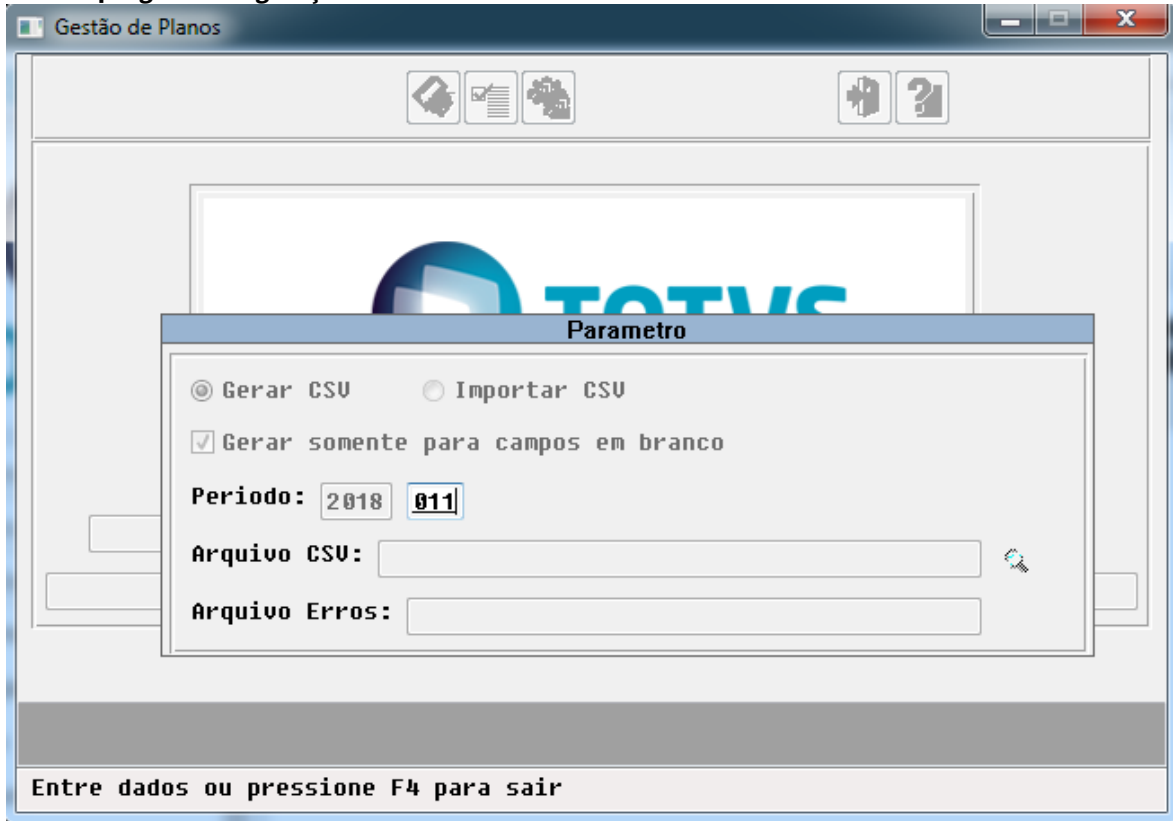 Gestão de Planos
TOTVS
Parametro
Gerar CSV Importar CSV
Gerar somente para campos em branco
Periodo: 2018 011
Arquivo CSV:
Arquivo Erros:
Entre dados ou pressione F4 para sair